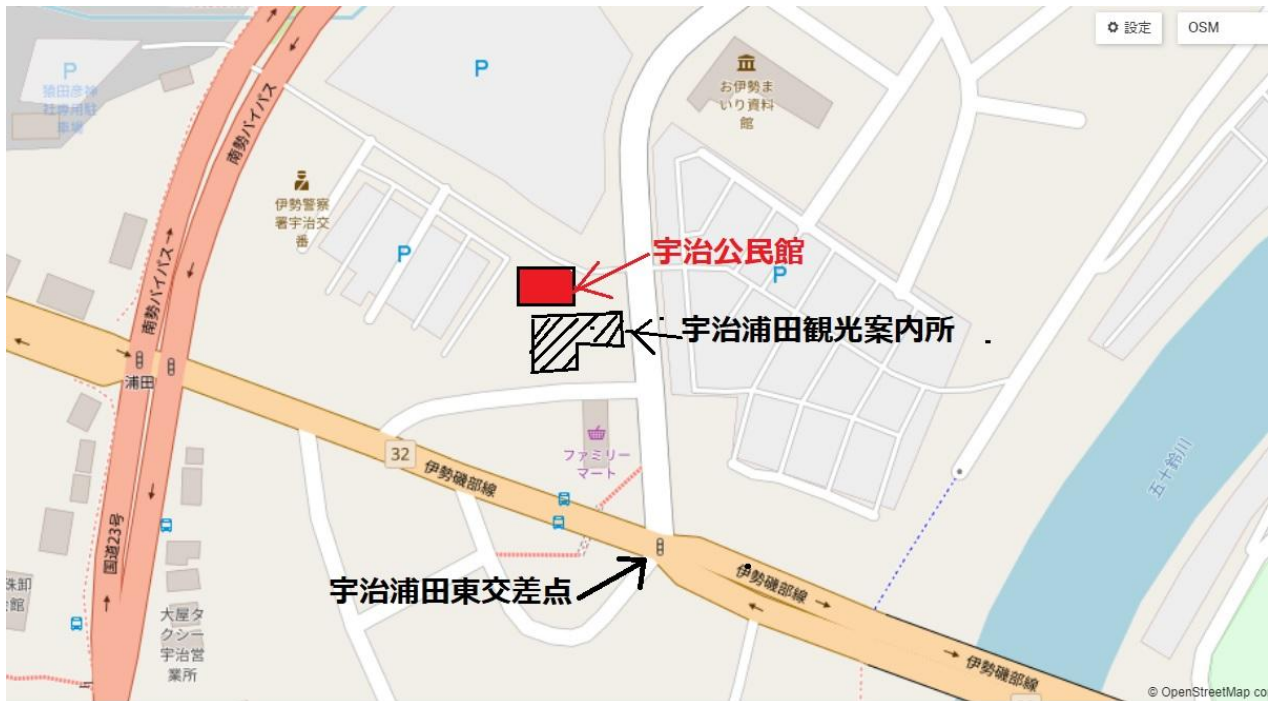 設定
OSM
P
P
猿田彦神
社専用駐
車場
お伊勢ま
いり資料
館
南勢バイパス
伊勢警察
署宇治交
番
P
宇治公民館
P
南勢バイパス
宇治浦田観光案内所
浦田
32
伊勢磯部線
ファミリー
マート
五十鈴川
国道23号
宇治浦田東交差点
伊勢磯部線
大屋タ
クシー
宇治営
業所
伊勢磯部線
© OpenStreetMap co